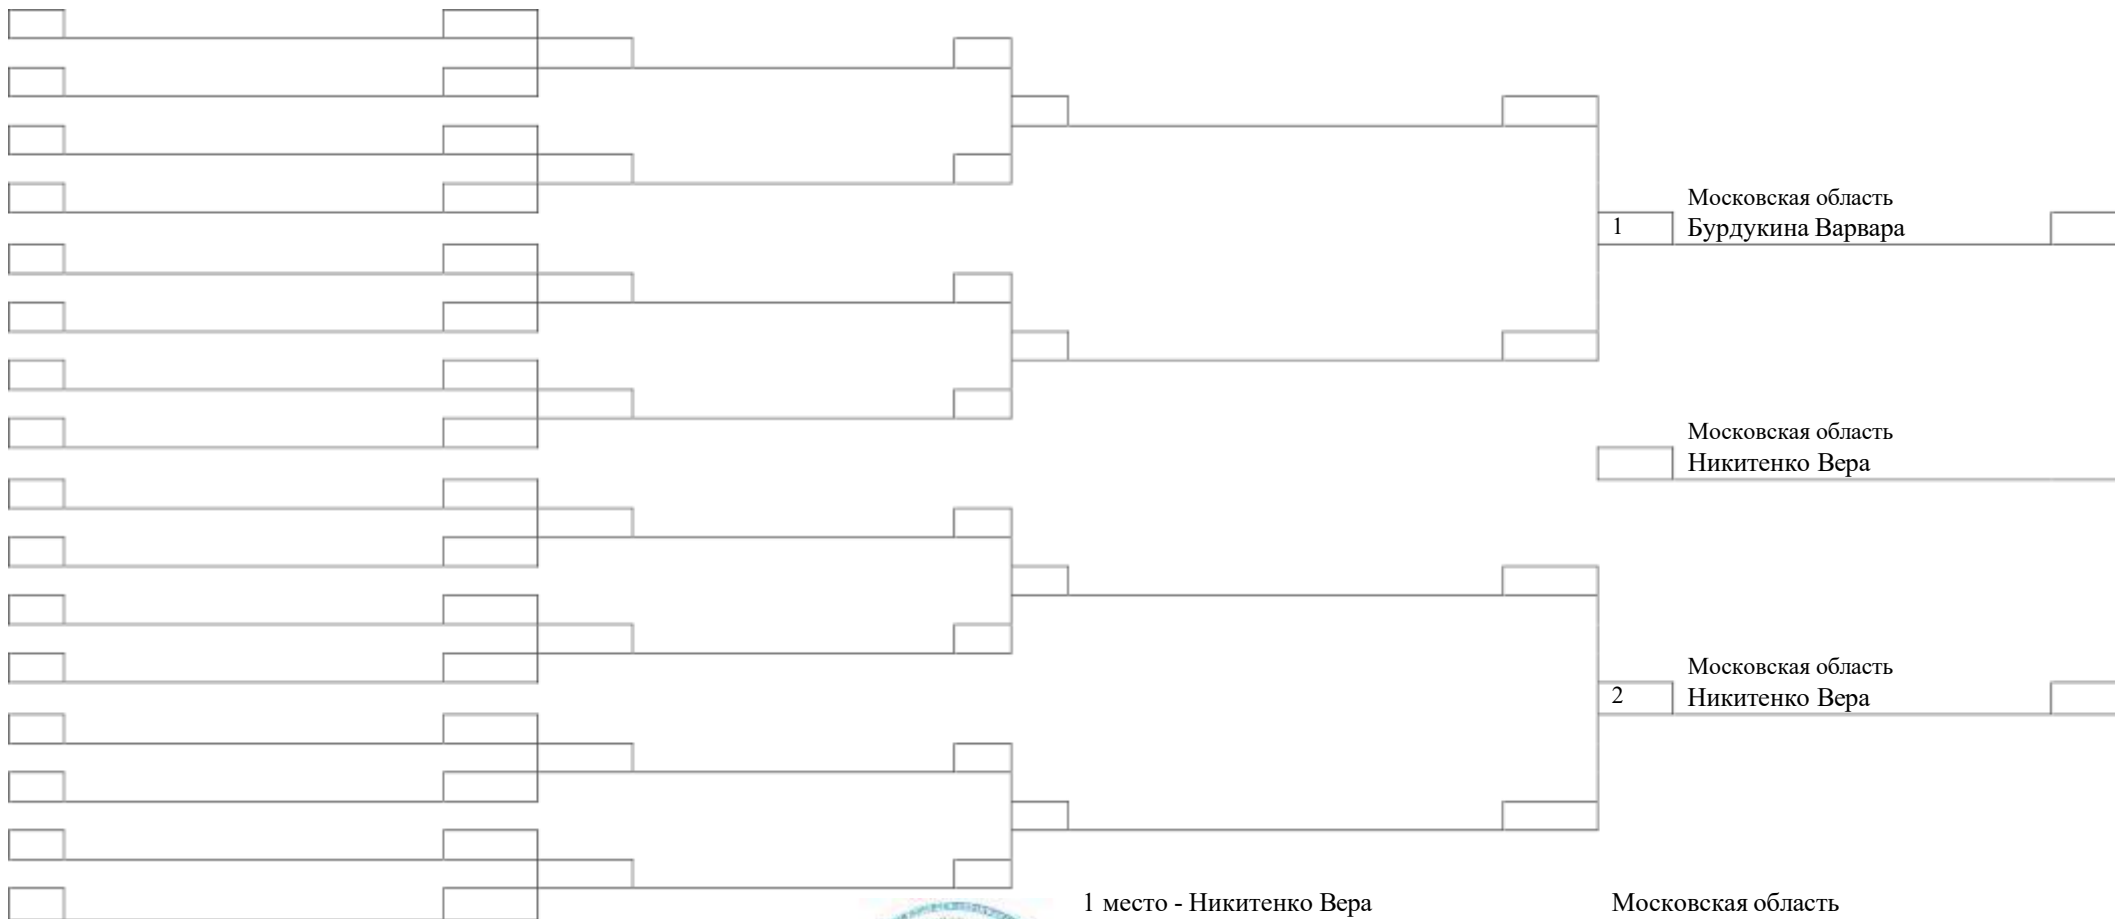 Московская область
1 Бурдукина Варвара
Московская область
Никитенко Вера
Московская область
2 Никитенко Вера
1 место - Никитенко Вера Московская область